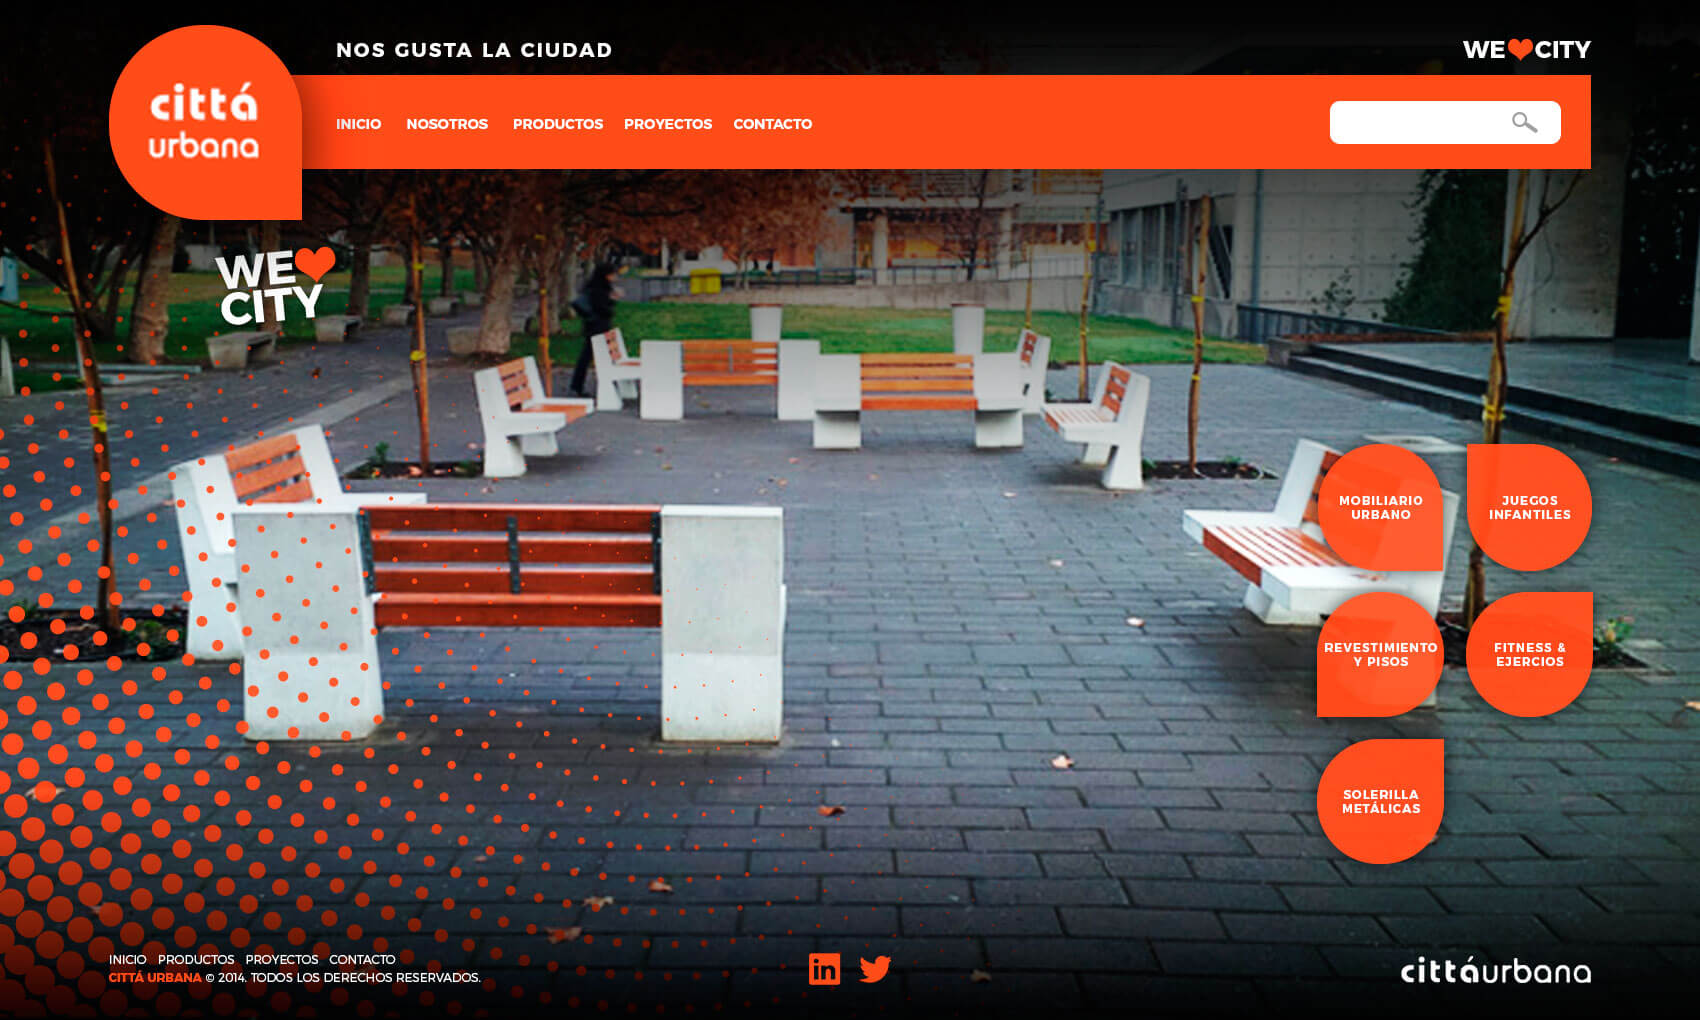 NOS GUSTA LA CIUDAD
WE CITY
cittá
urbana
INICIO NOSOTROS PRODUCTOS PROYECTOS CONTACTO
WE
CITY
MOBILIARIO
URBANO
JUEGOS
INFANTILES
REVESTIMIENTO
Y PISOS
FITNESS &
EJERCIOS
SOLERILLA
METÁLICAS
INICIO PRODUCTOS PROYECTOS CONTACTO
CITTÁ URBANA © 2014. TODOS LOS DERECHOS RESERVADOS.
in
cittáurbana